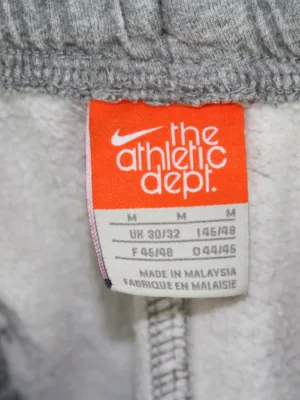 the
athletic
dept.
M M M
UK 30/32 I 46/48
F 46/48 D 44/46
MADE IN MALAYSIA
FABRIQUE EN MALAISIE